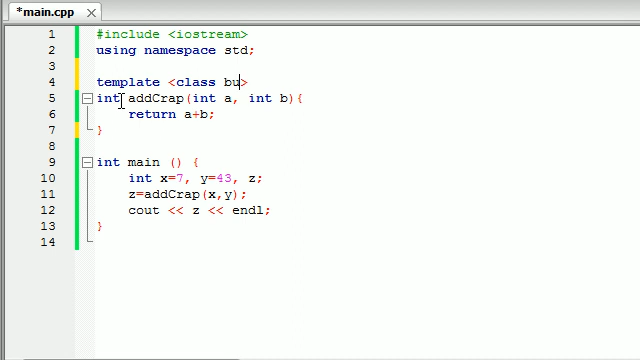 *main.cpp
1 #include <iostream>
2 using namespace std;
3
4 template <class bu>
5 int addCrap(int a, int b){
6 return a+b;
7 }
8
9 int main () {
10 int x=7, y=43, z;
11 z=addCrap(x,y);
12 cout << z << endl;
13 }
14